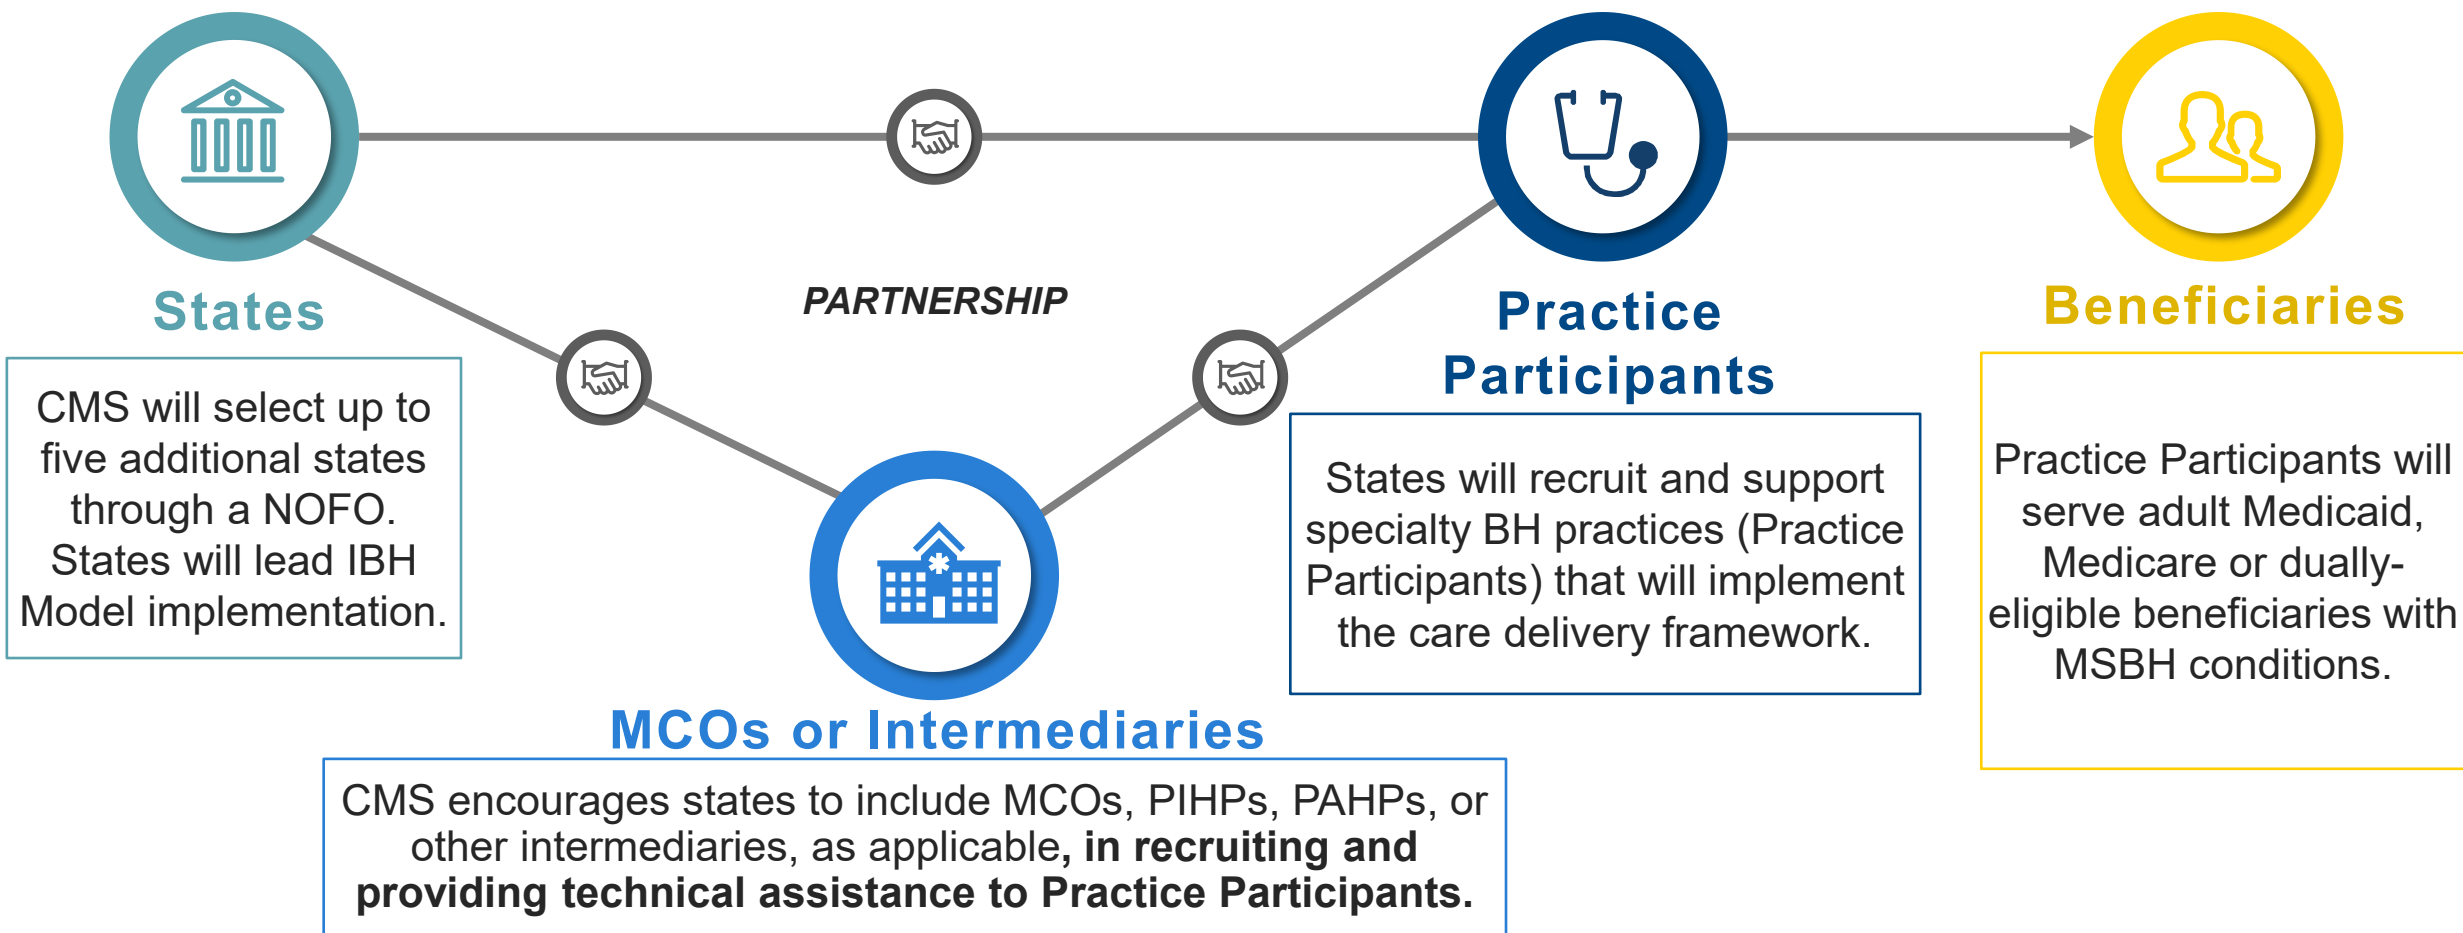 PARTNERSHIP
States
CMS will select up to
five additional states
through a NOFO.
States will lead IBH
Model implementation.
MCOs or Intermediaries
CMS encourages states to include MCOs, PIHPs, PAHPs, or
other intermediaries, as applicable, in recruiting and
providing technical assistance to Practice Participants.
Practice
Participants
States will recruit and support
specialty BH practices (Practice
Participants) that will implement
the care delivery framework.
Beneficiaries
Practice Participants will
serve adult Medicaid,
Medicare or dually-
eligible beneficiaries with
MSBH conditions.